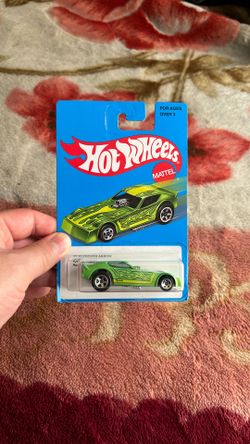 FOR AGES
OVER 3
Hot Wheels
MATTEL